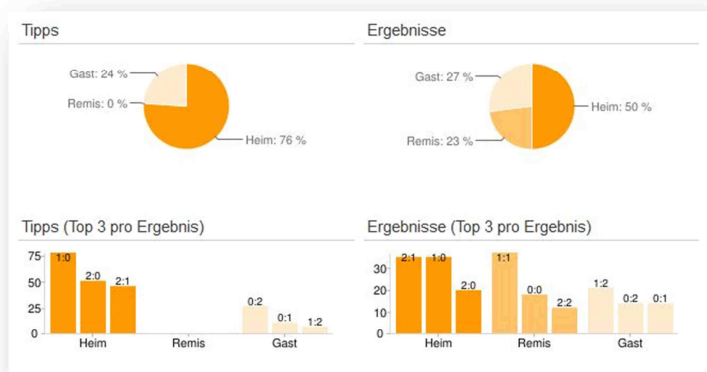 Tipps
Gast: 24 %
Remis: 0 %
Heim: 76 %
Ergebnisse
Gast: 27 %
Heim: 50 %
Remis: 23 %
Tipps (Top 3 pro Ergebnis)
75
50
25
0
1:0
2:0
2:1
0:2
0:1
1:2
Heim
Remis
Gast
Ergebnisse (Top 3 pro Ergebnis)
30
20
10
0
2:1
1:0
2:0
1:1
0:0
2:2
1:2
0:2
0:1
Heim
Remis
Gast